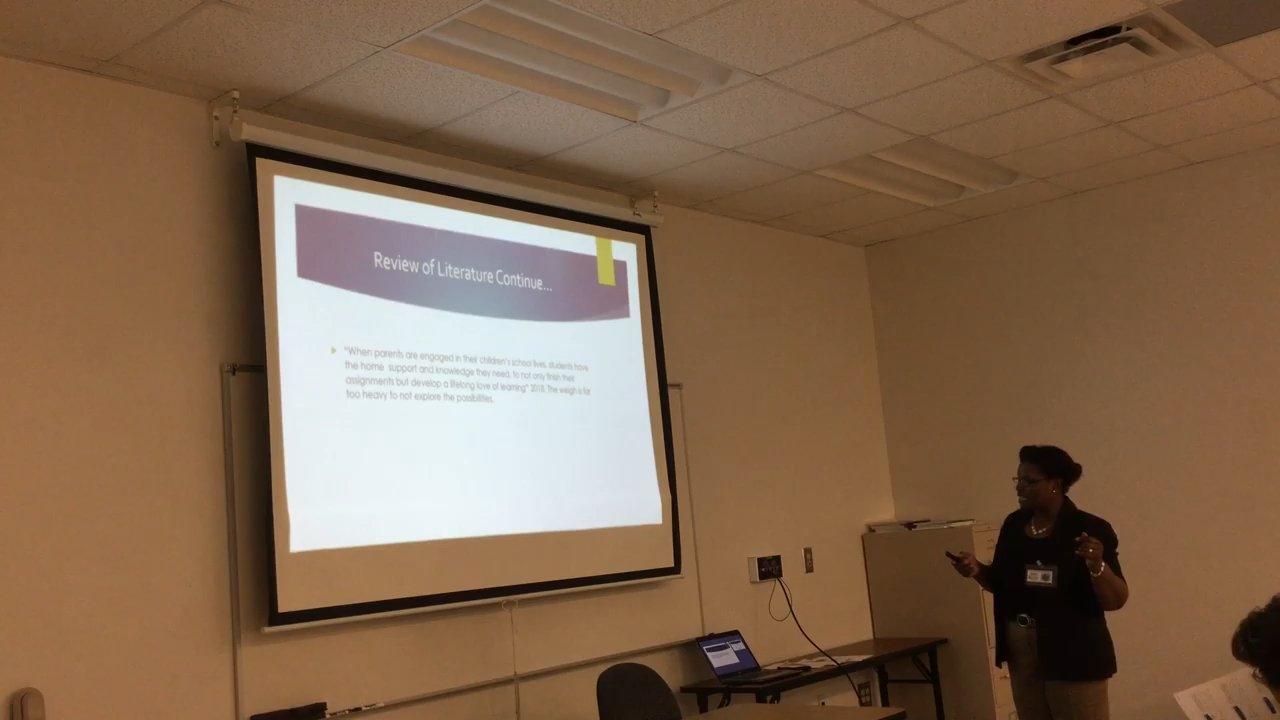 Review of Literature Continue...
"When parents are engaged in their children's school lives, students have
the home support and knowledge they need, to not only finish their
assignments but develop a lifelong love of learning" 2018. The weigh is far
too heavy to not explore the possibilities.